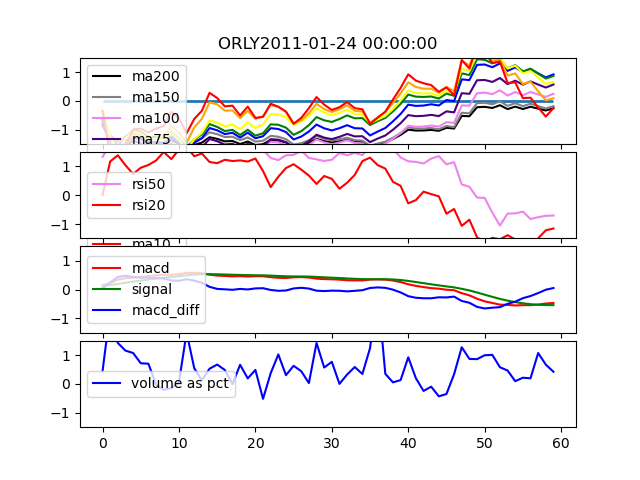 ORLY2011-01-24 00:00:00
1
0
−1
ma200
ma150
ma100
ma75
1
0
−1
rsi50
rsi20
ma10
1
0
−1
macd
signal
macd_diff
1
0
−1
volume as pct
0 10 20 30 40 50 60